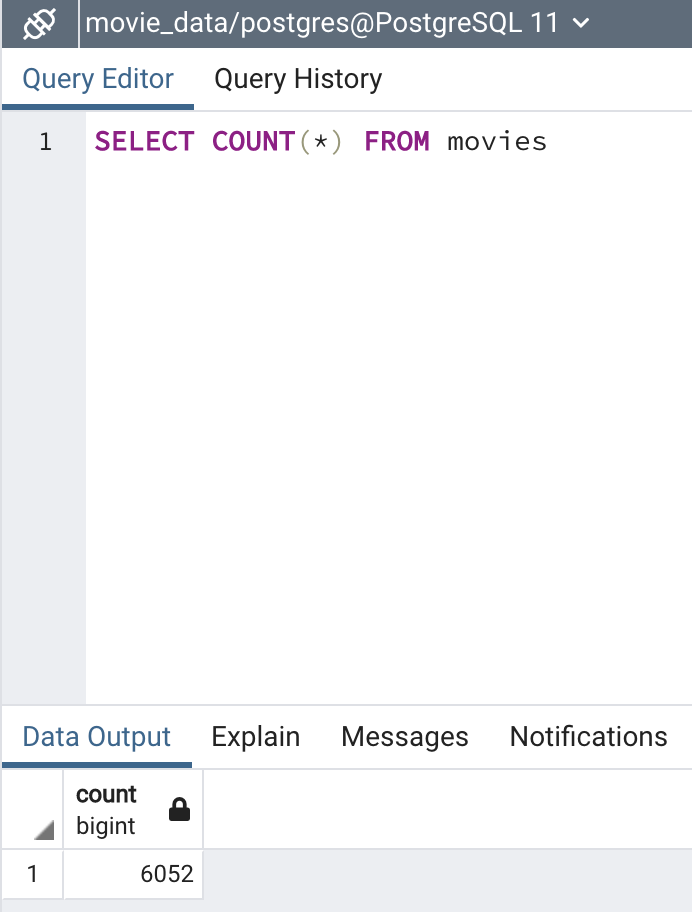 movie_data/postgres@PostgreSQL 11
Query Editor Query History
1 SELECT COUNT(*) FROM movies
Data Output Explain Messages Notifications
count
bigint
1 6052